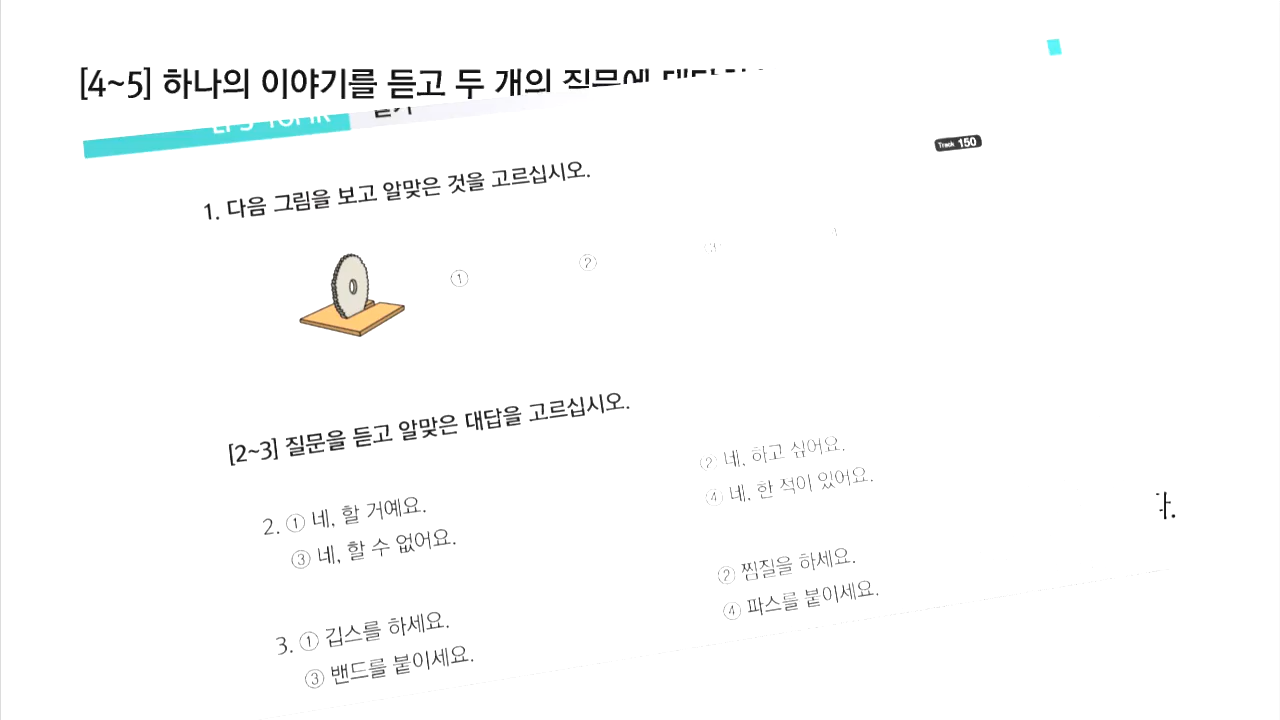 [4~5] 하나의 이야기를 듣고 두 개의 질문에
EPS-TOPIK 듣기
Track 150
1. 다음 그림을 보고 알맞은 것을 고르십시오.
① ② ③
[2~3] 질문을 듣고 알맞은 대답을 고르십시오.
2. ① 네, 할 거예요. ② 네, 하고 싶어요.
③ 네, 할 수 없어요. ④ 네, 한 적이 있어요.
3. ① 깁스를 하세요. ② 찜질을 하세요.
③ 밴드를 붙이세요. ④ 파스를 붙이세요.